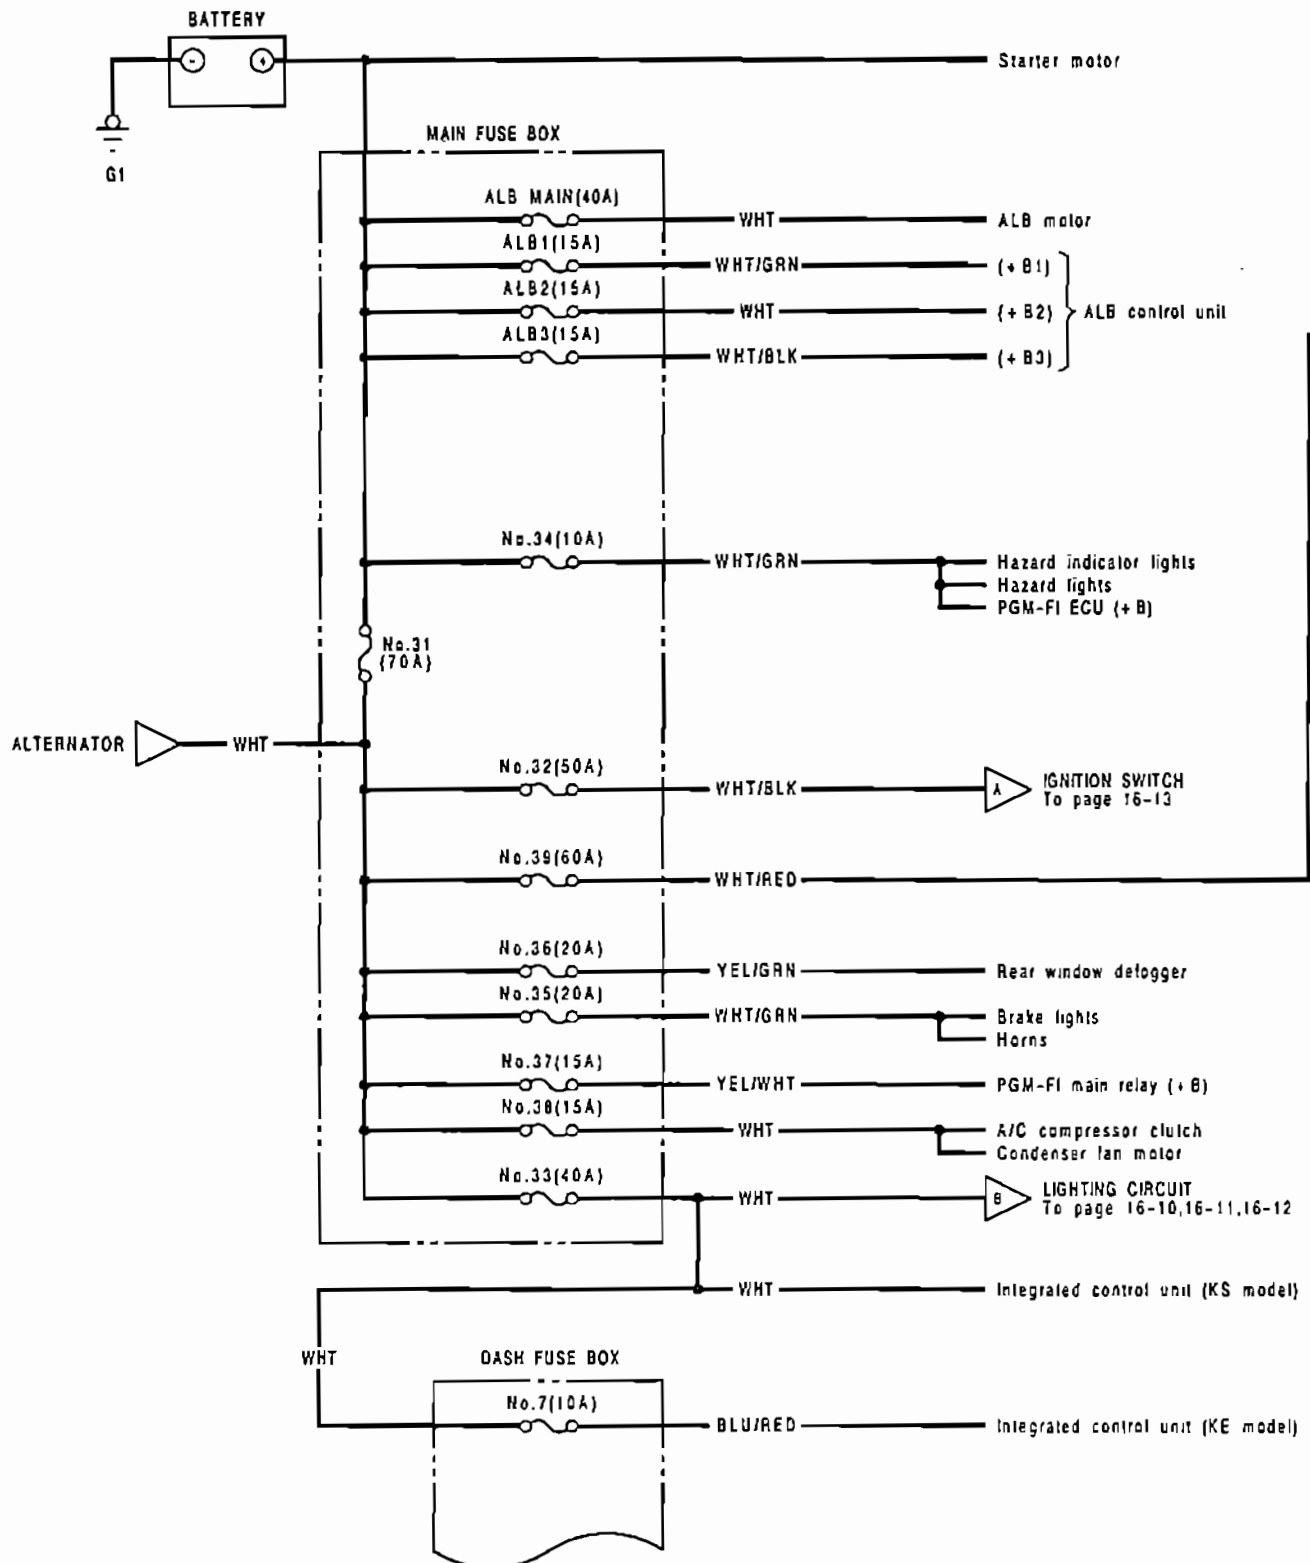 BATTERY
- +
Starter motor
G1
MAIN FUSE BOX
ALB MAIN(40A)
WHT ALB motor
ALB1(15A)
WHT/GRN (+B1)
ALB2(15A)
WHT (+B2) ALB control unit
ALB3(15A)
WHT/BLK (+B3)
No.34(10A)
WHT/GRN Hazard indicator lights
Hazard lights
PGM-FI ECU (+B)
No.31
(70A)
ALTERNATOR WHT
No.32(50A)
WHT/BLK A IGNITION SWITCH
To page 16-13
No.39(60A)
WHT/RED
No.36(20A)
YEL/GRN Rear window defogger
No.35(20A)
WHT/GRN Brake lights
Horns
No.37(15A)
YEL/WHT PGM-FI main relay (+B)
No.38(15A)
WHT A/C compressor clutch
Condenser fan motor
No.33(40A)
WHT B LIGHTING CIRCUIT
To page 16-10,16-11,16-12
WHT Integrated control unit (KS model)
WHT
DASH FUSE BOX
No.7(10A)
BLU/RED Integrated control unit (KE model)